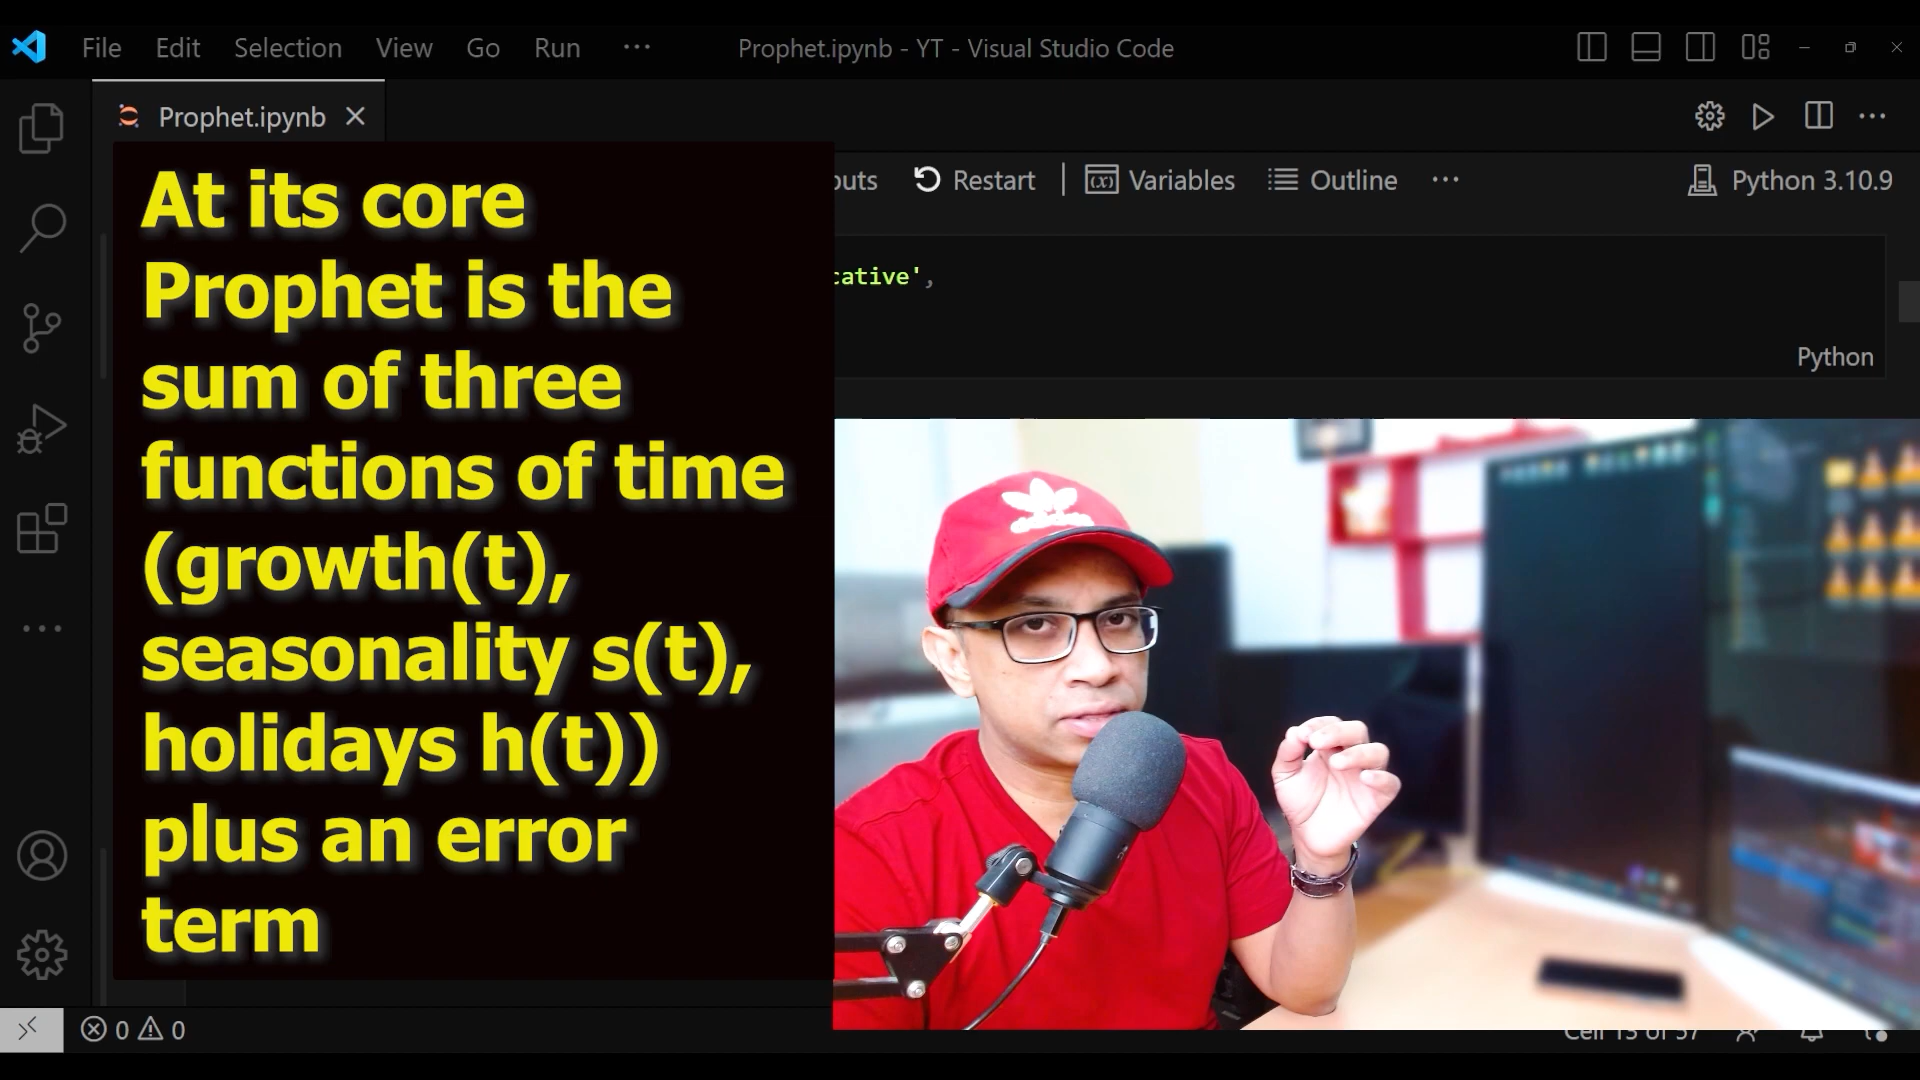 File Edit Selection View Go Run ··· Prophet.ipynb - YT - Visual Studio Code
Prophet.ipynb
At its core
Prophet is the
sum of three
functions of time
(growth(t),
seasonality s(t),
holidays h(t))
plus an error
term
Restart | Variables Outline ··· Python 3.10.9
cative',
Python
0 0